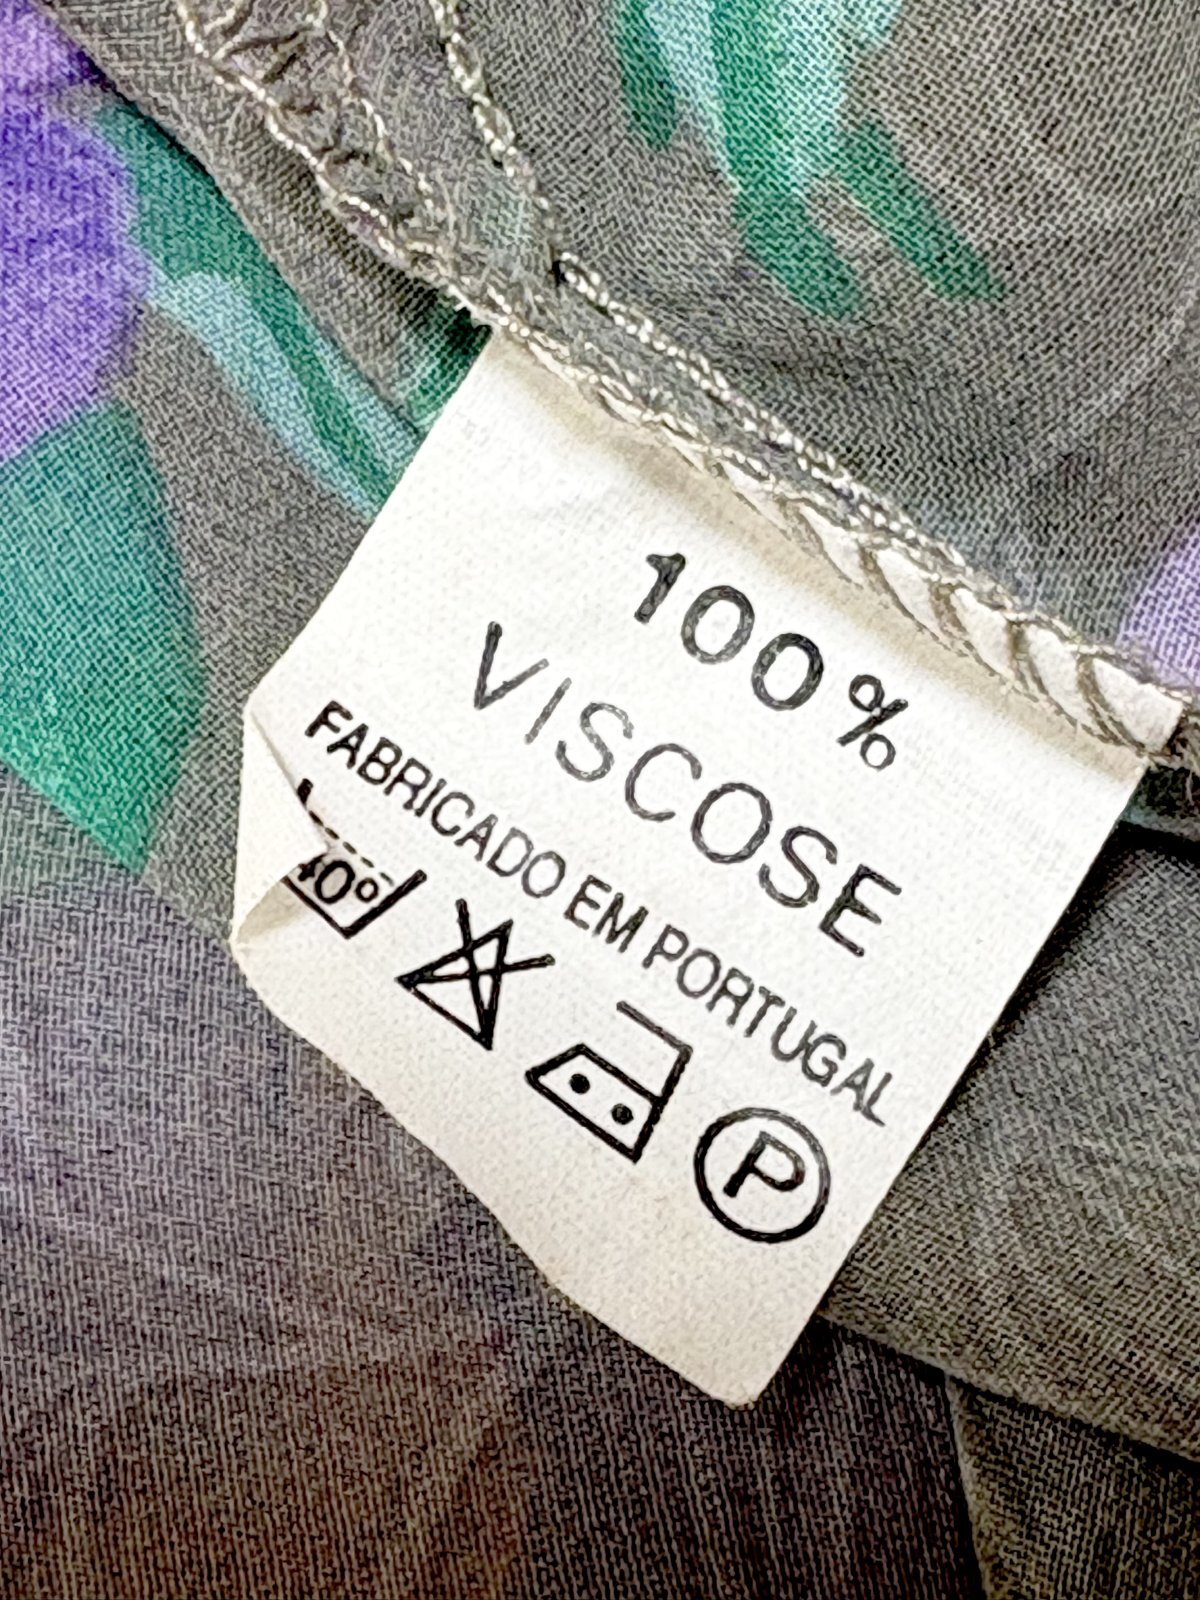 100%
VISCOSE
FABRICADO EM PORTUGAL
40° P